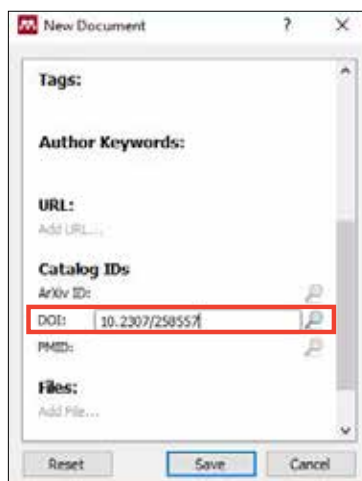 New Document
Tags:
Author Keywords:
URL:
Add URL...
Catalog IDs
ArXiv ID:
DOI: 10.2307/258557
PMID:
Files:
Add File...
Reset Save Cancel